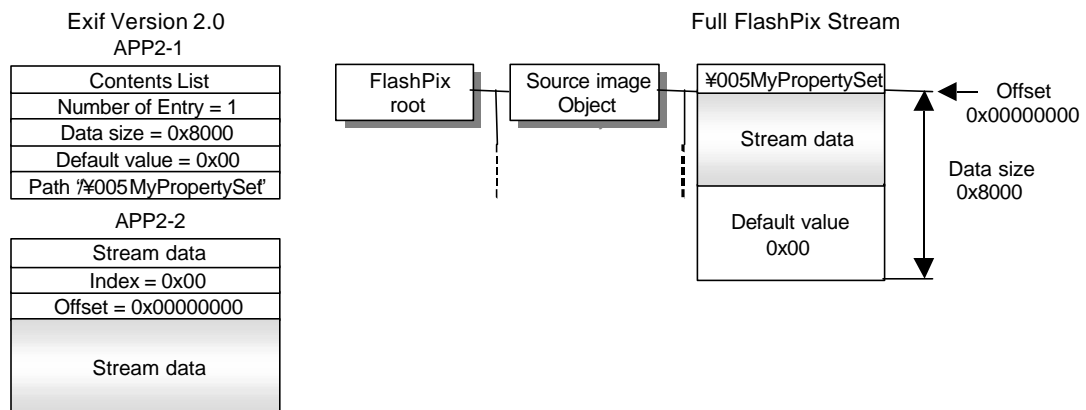 Exif Version 2.0
APP2-1
Contents List
Number of Entry = 1
Data size = 0x8000
Default value = 0x00
Path ‘/¥005MyPropertySet’
APP2-2
Stream data
Index = 0x00
Offset = 0x00000000
Stream data
Full FlashPix Stream
FlashPix
root
Source image
Object
¥005MyPropertySet
Stream data
Default value
0x00
Offset
0x00000000
Data size
0x8000